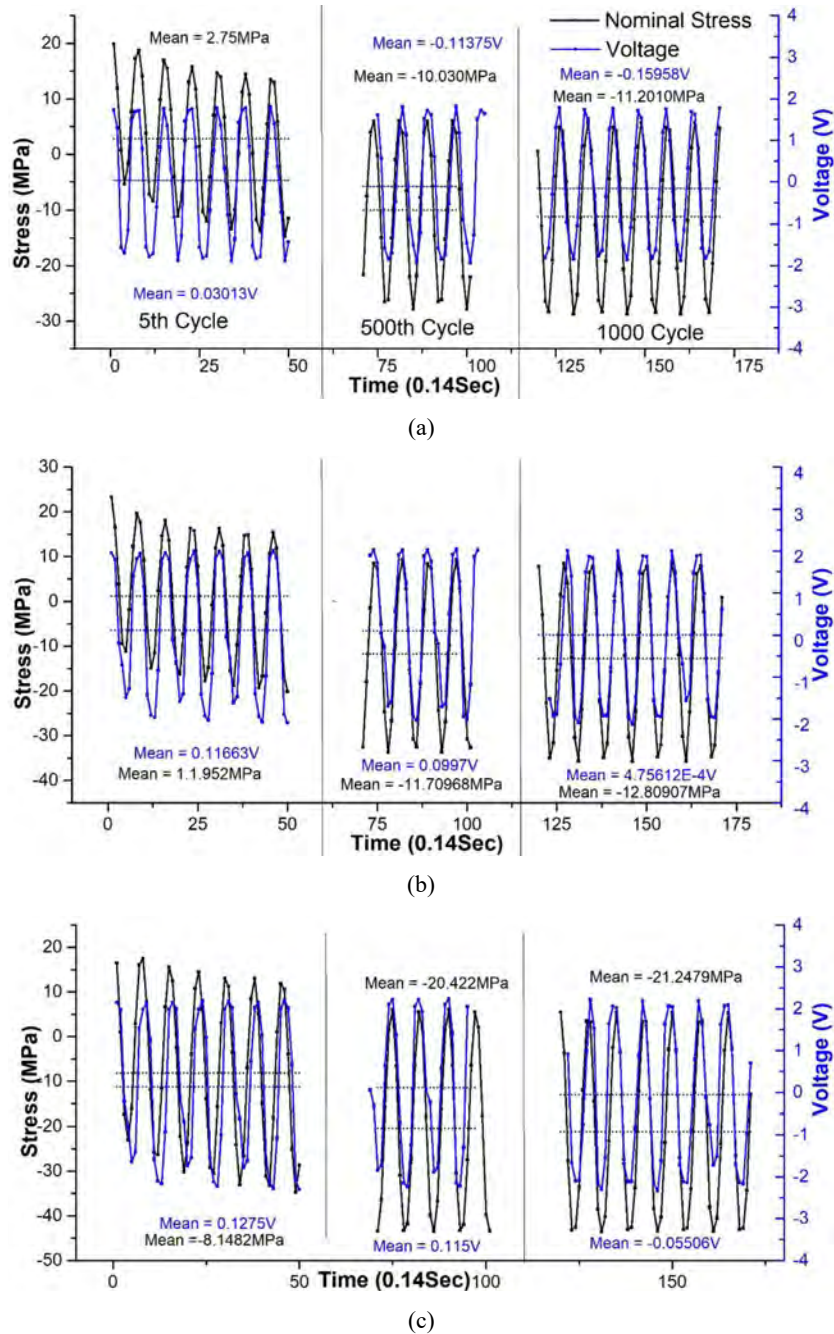 Nominal Stress
Voltage
Mean = 2.75MPa
Mean = -0.11375V
Mean = -0.15958V
Mean = -10.030MPa
Mean = -11.2010MPa
20
10
0
-10
-20
-30
Stress (MPa)
4
3
2
1
0
-1
-2
-3
-4
Voltage (V)
Mean = 0.03013V
5th Cycle
500th Cycle
1000 Cycle
0 25 50 75 100 125 150 175
Time (0.14Sec)
(a)
30
20
10
0
-10
-20
-30
-40
Stress (MPa)
4
3
2
1
0
-1
-2
-3
-4
Voltage (V)
Mean = 0.11663V
Mean = 1.1.952MPa
Mean = 0.0997V
Mean = -11.70968MPa
Mean = 4.75612E-4V
Mean = -12.80907MPa
0 25 50 75 100 125 150 175
Time (0.14Sec)
(b)
20
10
0
-10
-20
-30
-40
-50
Stress (MPa)
Mean = -20.422MPa
Mean = -21.2479MPa
4
3
2
1
0
-1
-2
-3
-4
Voltage (V)
Mean = 0.1275V
Mean =-8.1482MPa
Mean = 0.115V
Mean = -0.05506V
0 50 100 150
Time (0.14Sec)
(c)